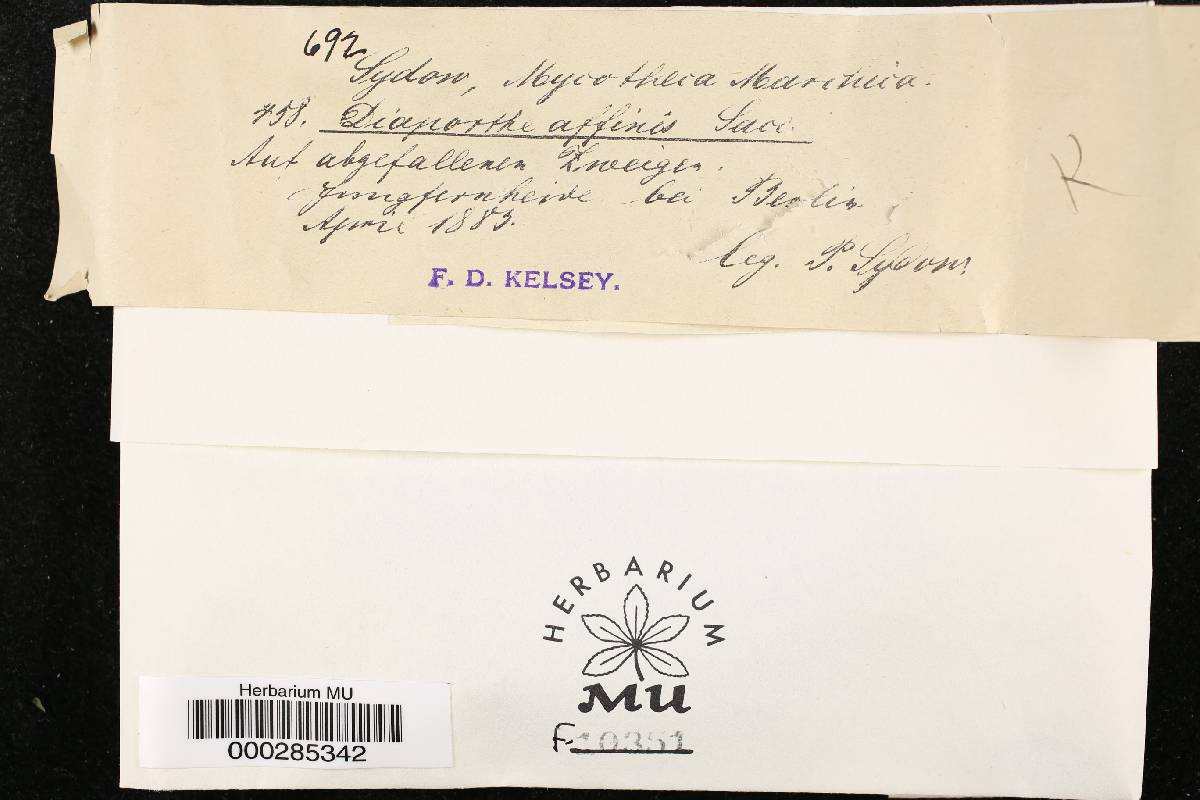 692
Sydow, Mycotheca Marchica.
458. Diaporthe affinis Sacc.
Auf abgefallenen Zweigen.
Jungfernheide bei Berlin
April 1883.
leg. P. Sydow.
F. D. KELSEY.
K
HERBARIUM
MU
F-10351
Herbarium MU
000285342